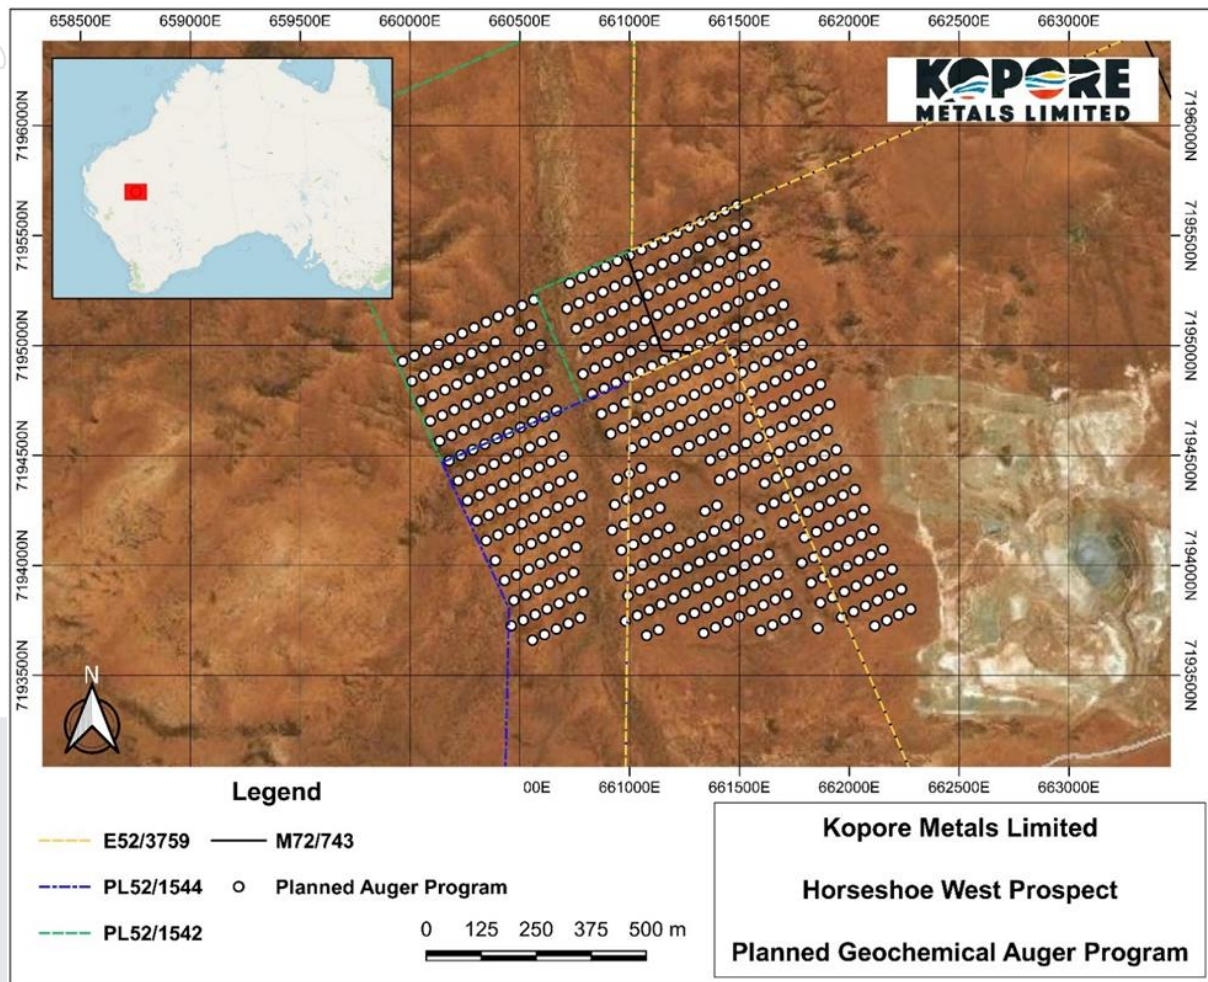 658500E 659000E 659500E 660000E 660500E 661000E 661500E 662000E 662500E 663000E
KOPORE
METALS LIMITED
7196000N
7195500N
7195000N
7194500N
7194000N
7193500N
7196000N
7195500N
7195000N
7194500N
7194000N
7193500N
N
00E 661000E 661500E 662000E 662500E 663000E
Legend
E52/3759 M72/743
PL52/1544 Planned Auger Program
PL52/1542
0 125 250 375 500 m
Kopore Metals Limited
Horseshoe West Prospect
Planned Geochemical Auger Program